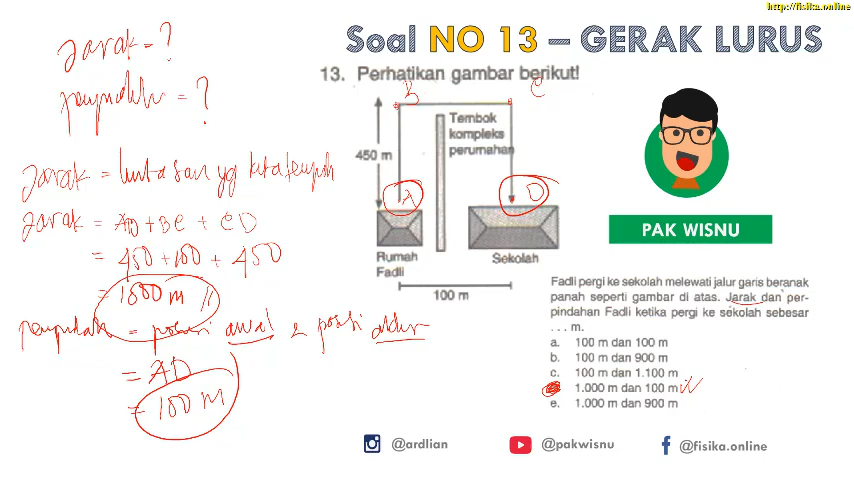 http://fisika.online
Soal NO 13 – GERAK LURUS
Jarak = ?
= ?
13. Perhatikan gambar berikut!
B
C
450 m
Tembok
kompleks
perumahan
A
D
Rumah
Fadli
Sekolah
100 m
Jarak = lintasan yg kita tempuh
Jarak = AB + BC + CD
= 450 + 100 + 450
= 1000 m //
= posisi awal & posisi akhir
= AD
= 100 m
PAK WISNU
Fadli pergi ke sekolah melewati jalur garis beranak
panah seperti gambar di atas. Jarak dan per-
pindahan Fadli ketika pergi ke sekolah sebesar
. . . m.
a. 100 m dan 100 m
b. 100 m dan 900 m
c. 100 m dan 1.100 m
1.000 m dan 100 m
e. 1.000 m dan 900 m
@ardlian
@pakwisnu
@fisika.online